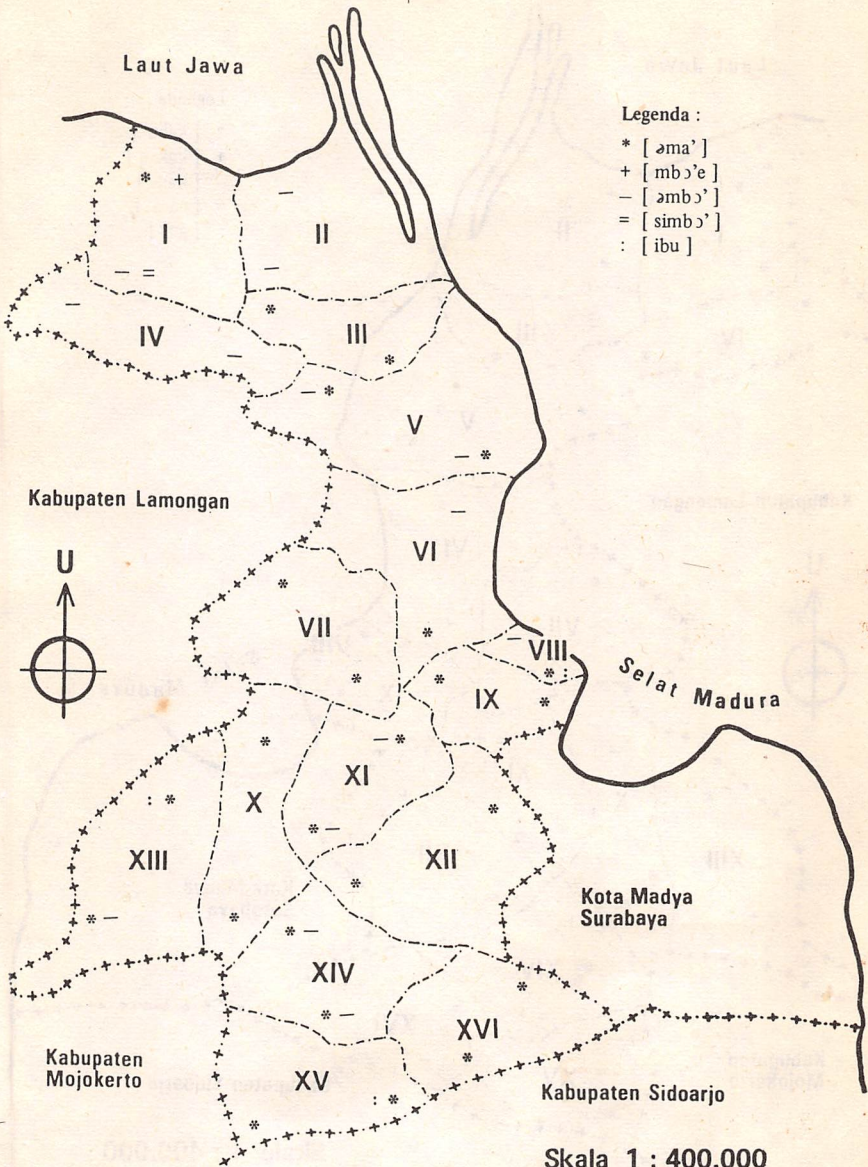 Laut Jawa
Legenda :
* [ əma' ]
+ [ mbɔ'e ]
– [ əmbɔ' ]
= [ simbɔ' ]
: [ ibu ]
* +
–
I
II
– =
–
–
*
IV
III
–
*
– *
V
– *
Kabupaten Lamongan
–
VI
U
*
VII
*
–
VIII
Selat Madura
*
*
* :
IX
*
*
– *
XI
: *
X
*
* –
XIII
XII
*
Kota Madya
Surabaya
* –
*
* –
XIV
*
* –
XVI
*
Kabupaten
Mojokerto
XV
: *
*
Kabupaten Sidoarjo
Skala 1 : 400.000